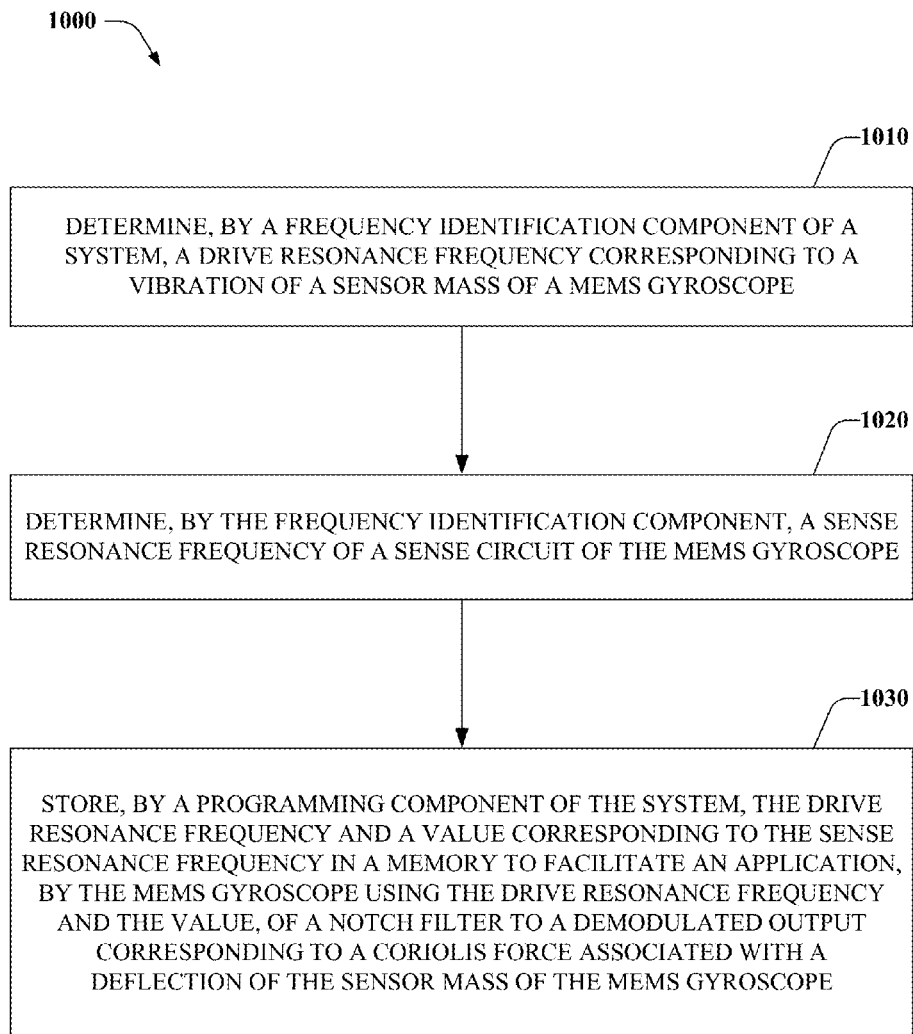 1000
1010
DETERMINE, BY A FREQUENCY IDENTIFICATION COMPONENT OF A
SYSTEM, A DRIVE RESONANCE FREQUENCY CORRESPONDING TO A
VIBRATION OF A SENSOR MASS OF A MEMS GYROSCOPE
1020
DETERMINE, BY THE FREQUENCY IDENTIFICATION COMPONENT, A SENSE
RESONANCE FREQUENCY OF A SENSE CIRCUIT OF THE MEMS GYROSCOPE
1030
STORE, BY A PROGRAMMING COMPONENT OF THE SYSTEM, THE DRIVE
RESONANCE FREQUENCY AND A VALUE CORRESPONDING TO THE SENSE
RESONANCE FREQUENCY IN A MEMORY TO FACILITATE AN APPLICATION,
BY THE MEMS GYROSCOPE USING THE DRIVE RESONANCE FREQUENCY
AND THE VALUE, OF A NOTCH FILTER TO A DEMODULATED OUTPUT
CORRESPONDING TO A CORIOLIS FORCE ASSOCIATED WITH A
DEFLECTION OF THE SENSOR MASS OF THE MEMS GYROSCOPE